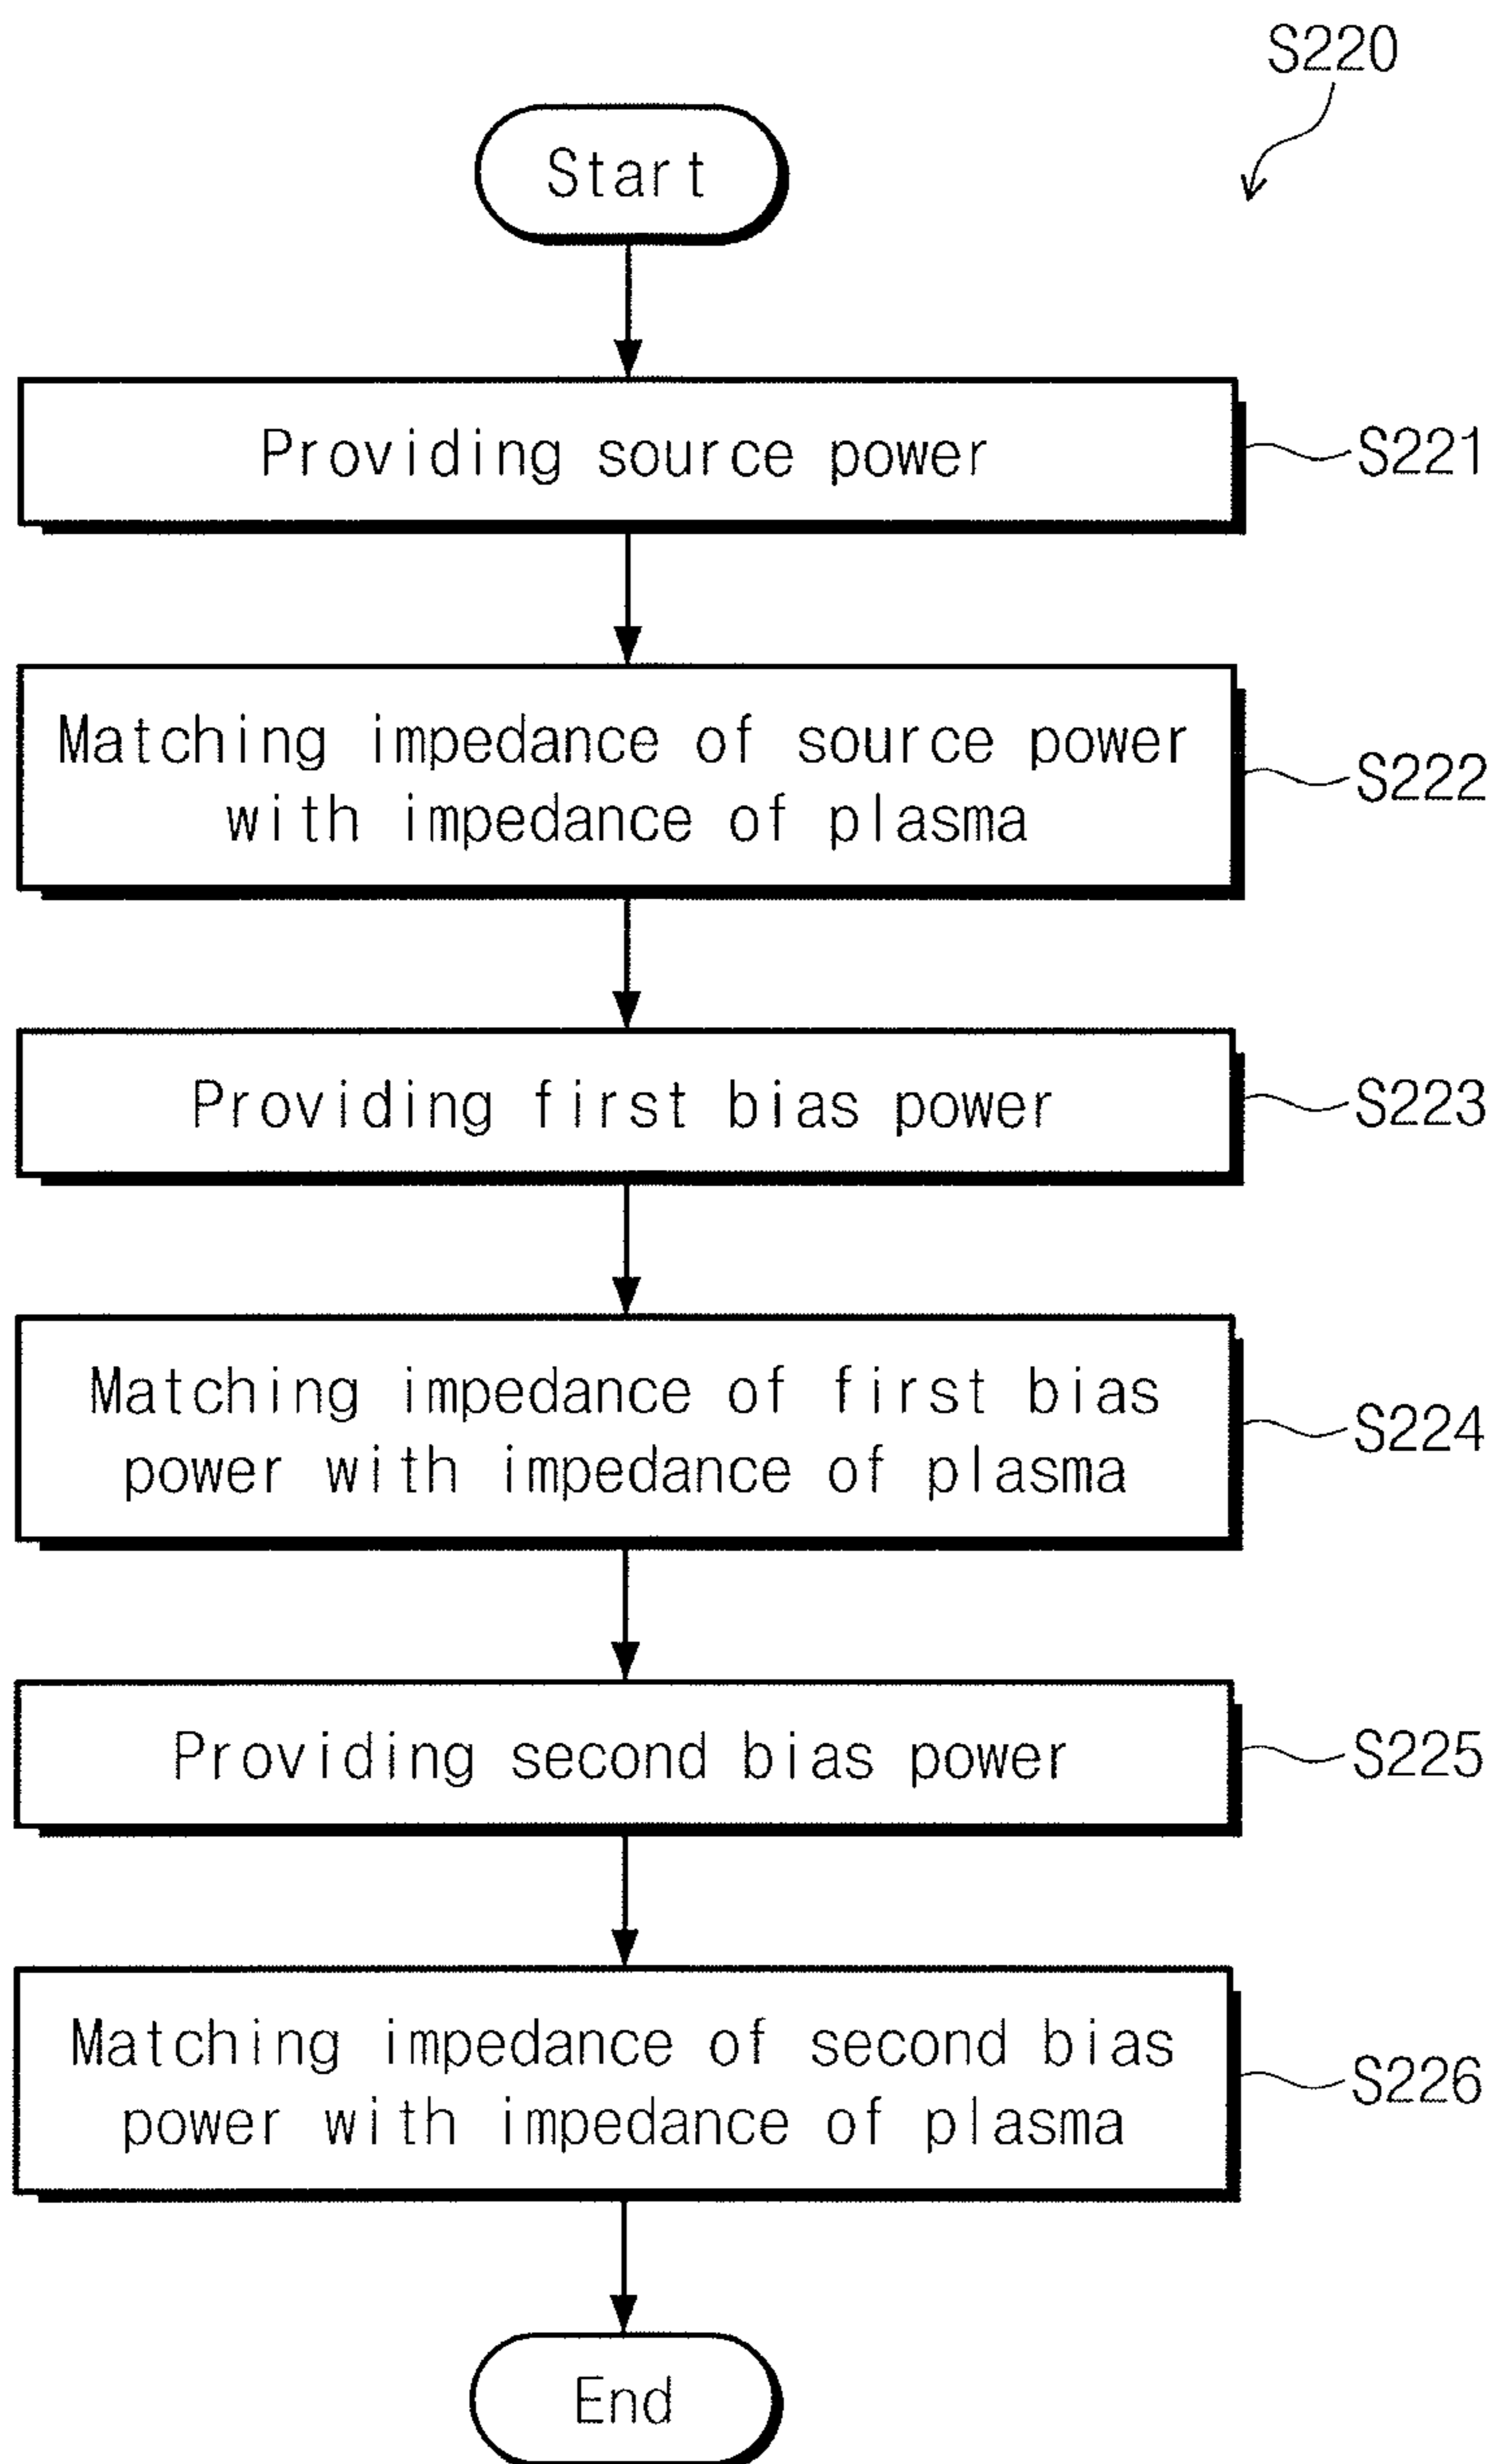 S220
Start
Providing source power
S221
Matching impedance of source power
with impedance of plasma
S222
Providing first bias power
S223
Matching impedance of first bias
power with impedance of plasma
S224
Providing second bias power
S225
Matching impedance of second bias
power with impedance of plasma
S226
End